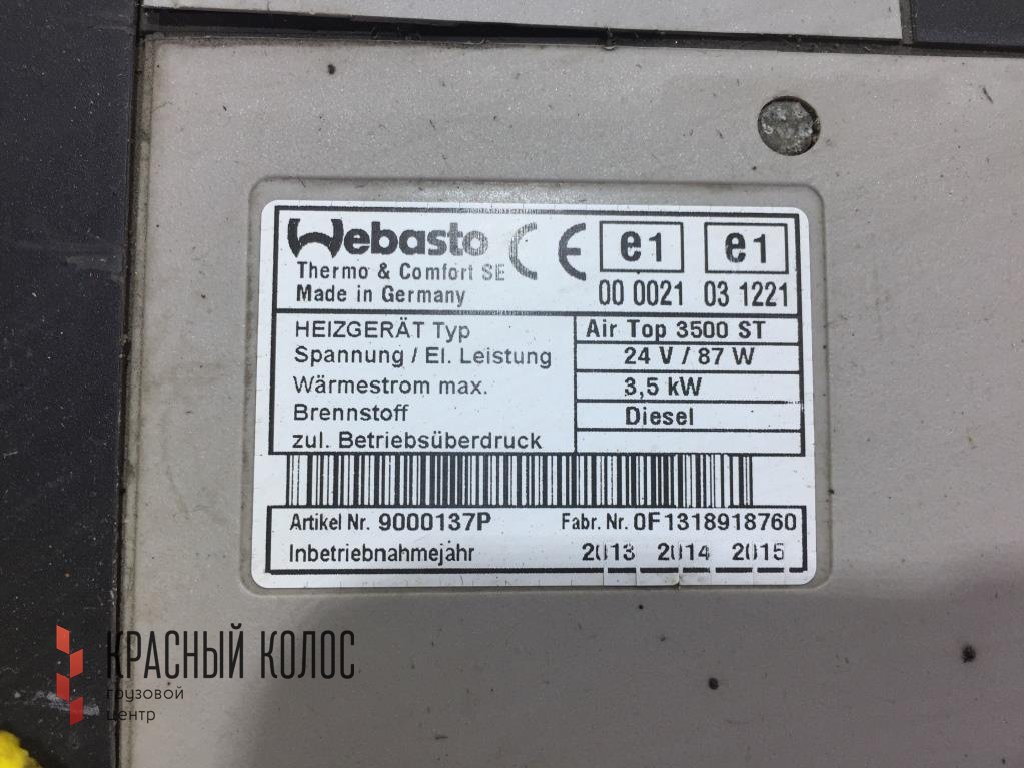 Webasto CE e1 e1
Thermo & Comfort SE
Made in Germany 00 0021 03 1221
HEIZGERÄT Typ Air Top 3500 ST
Spannung / El. Leistung 24 V / 87 W
Wärmestrom max. 3,5 kW
Brennstoff Diesel
zul. Betriebsüberdruck
Artikel Nr. 9000137P Fabr. Nr. 0F1318918760
Inbetriebnahmejahr 2013 2014 2015
КРАСНЫЙ КОЛОС
грузовой
центр